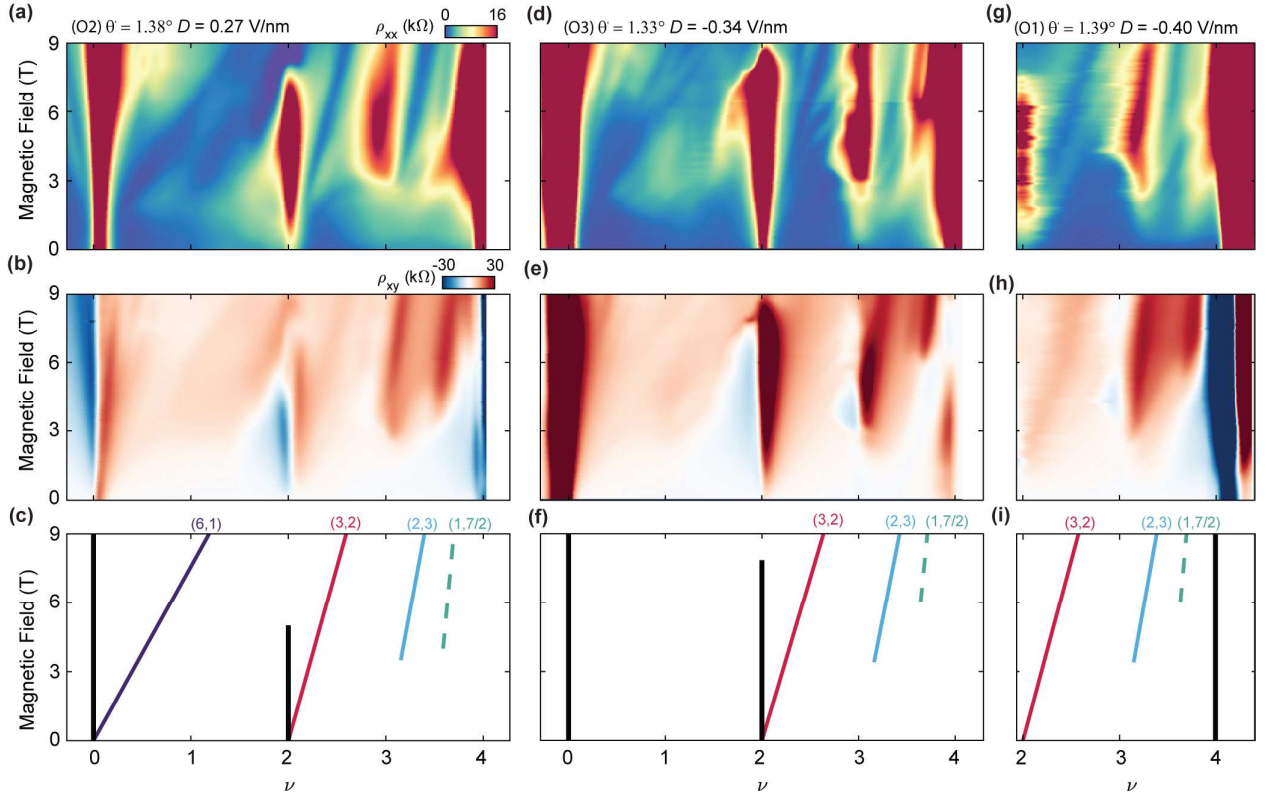 (a)
(O2) θ = 1.38° D = 0.27 V/nm
ρxx (kΩ)
0 16
(d)
(O3) θ = 1.33° D = -0.34 V/nm
(g)
(O1) θ = 1.39° D = -0.40 V/nm
Magnetic Field (T)
9
6
3
0
(b)
ρxy (kΩ)
-30 30
(e)
(h)
Magnetic Field (T)
9
6
3
0
(c)
(6,1) (3,2) (2,3) (1,7/2)
(f)
(3,2) (2,3) (1,7/2)
(i)
(3,2) (2,3) (1,7/2)
Magnetic Field (T)
9
6
3
0
0 1 2 3 4
0 1 2 3 4
2 3 4
ν ν ν